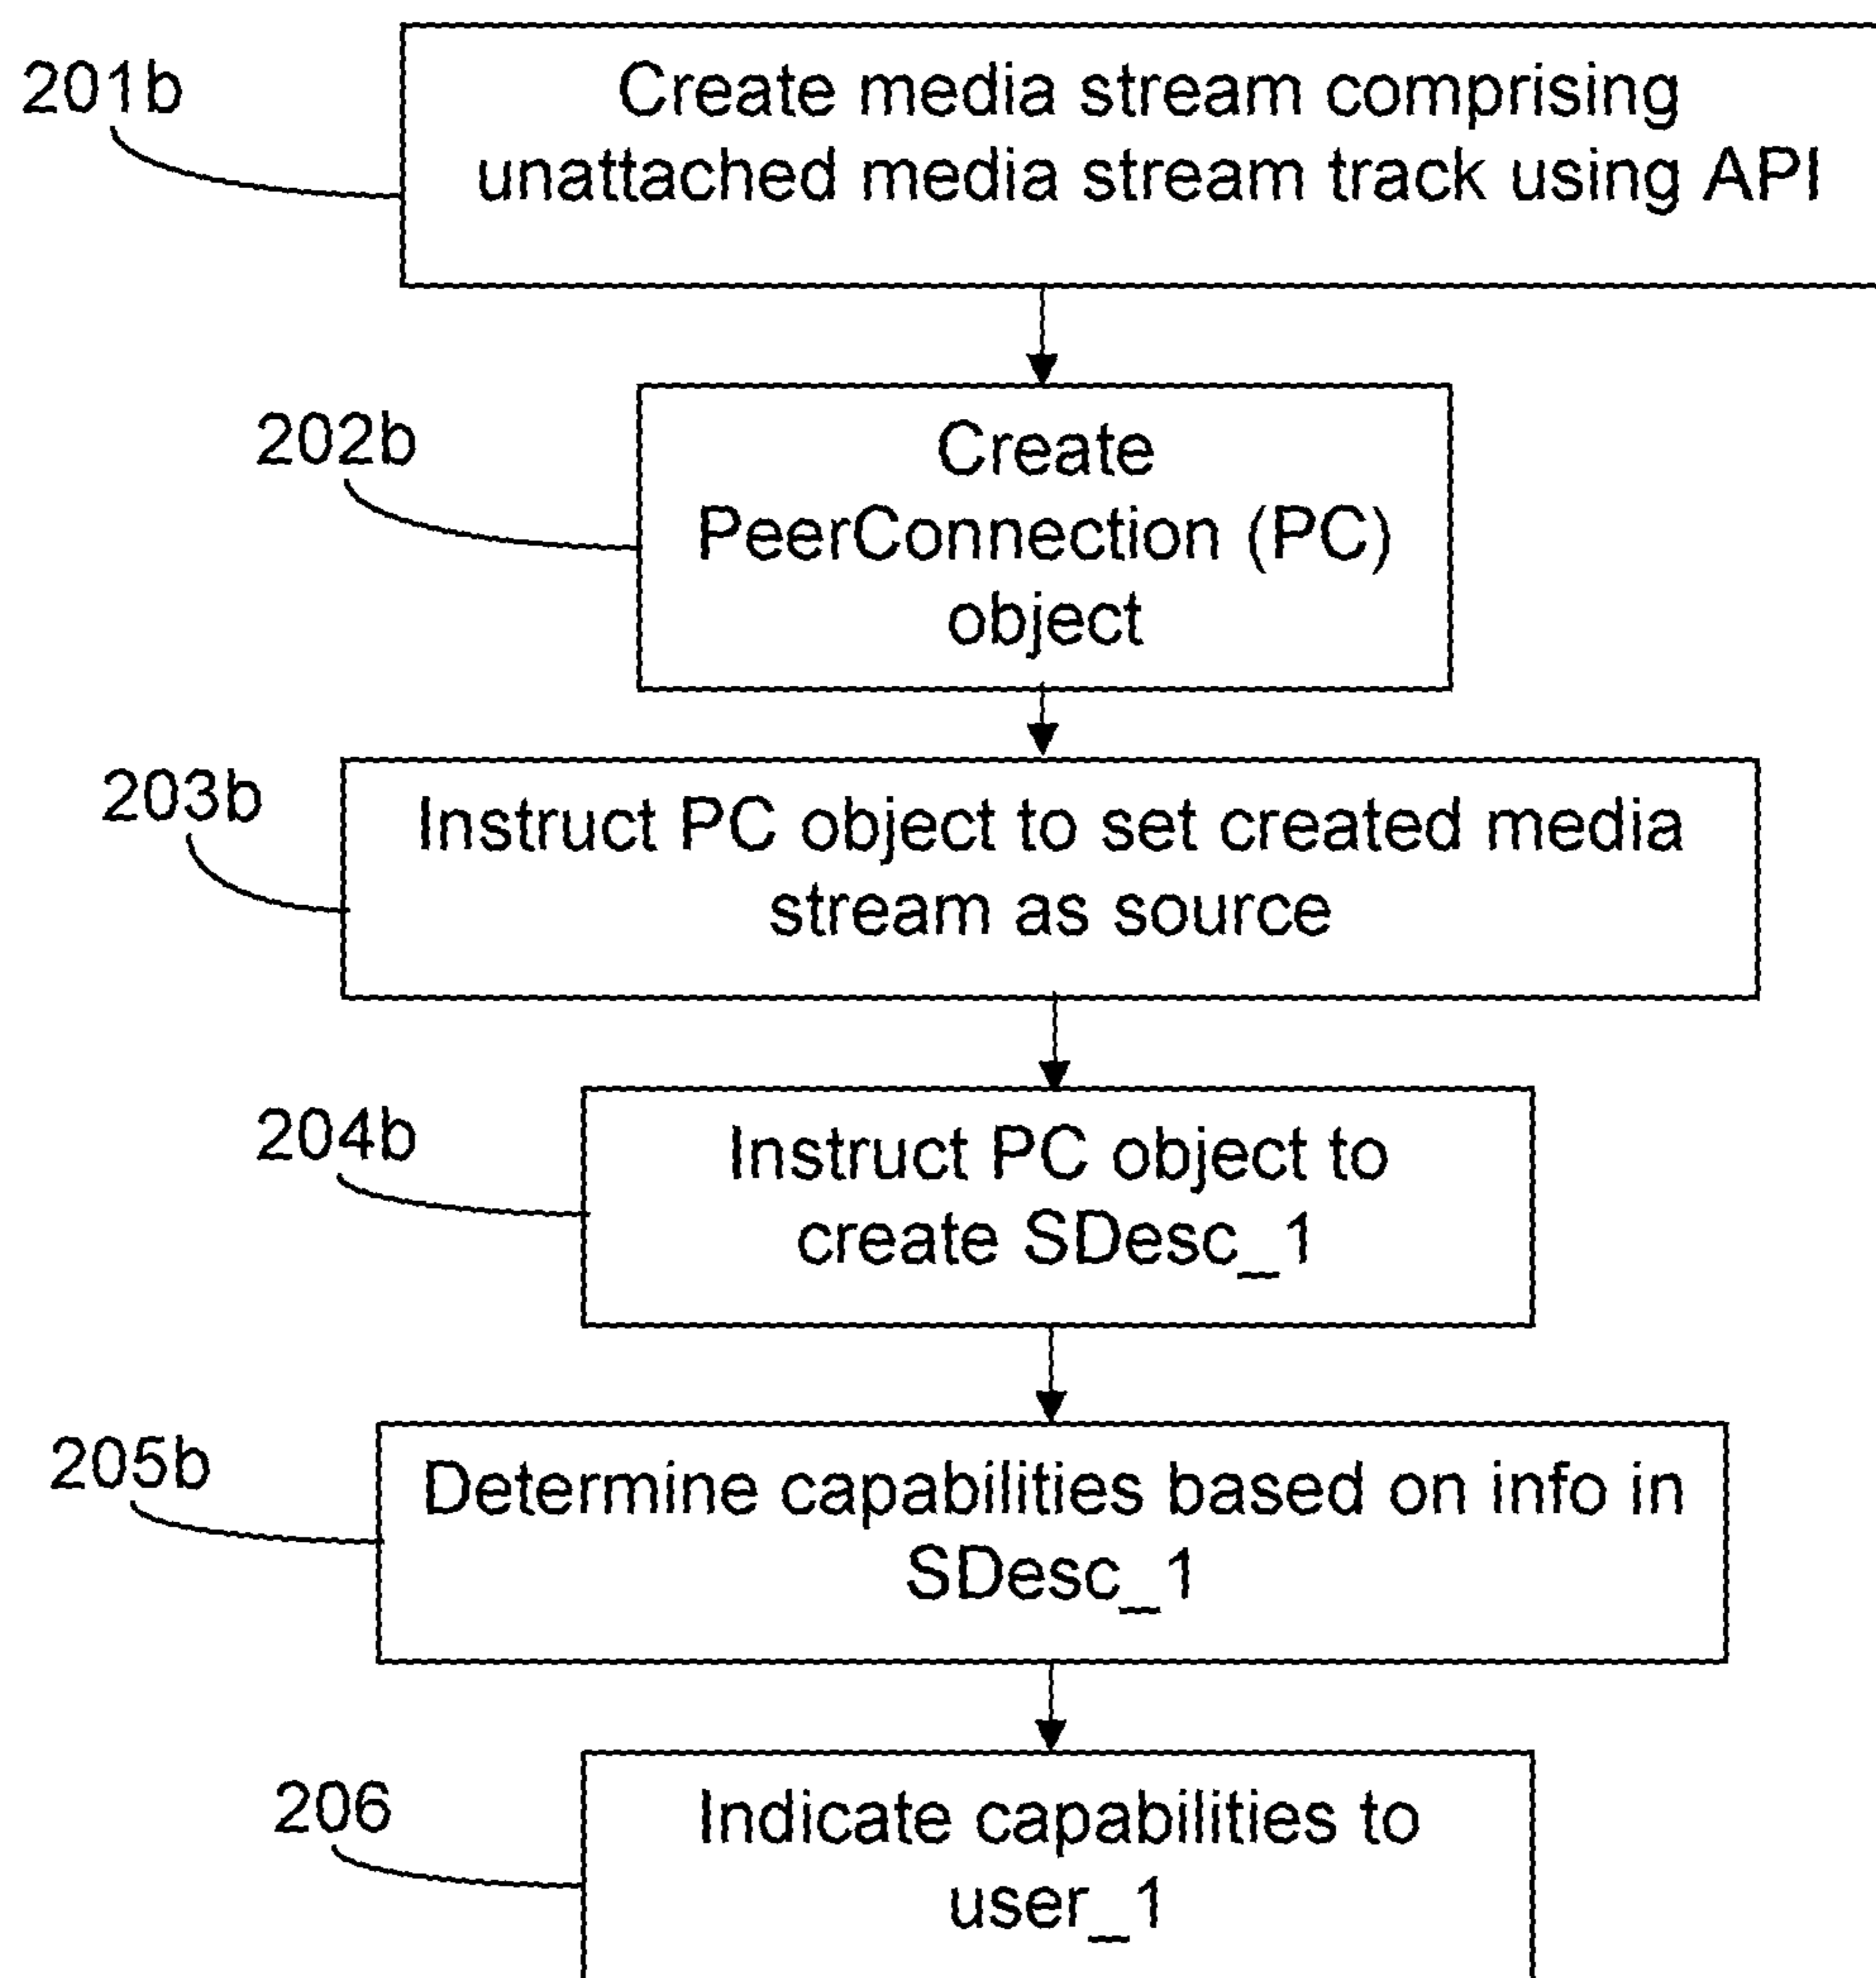 201b
Create media stream comprising
unattached media stream track using API
202b
Create
PeerConnection (PC)
object
203b
Instruct PC object to set created media
stream as source
204b
Instruct PC object to
create SDesc_1
205b
Determine capabilities based on info in
SDesc_1
206
Indicate capabilities to
user_1